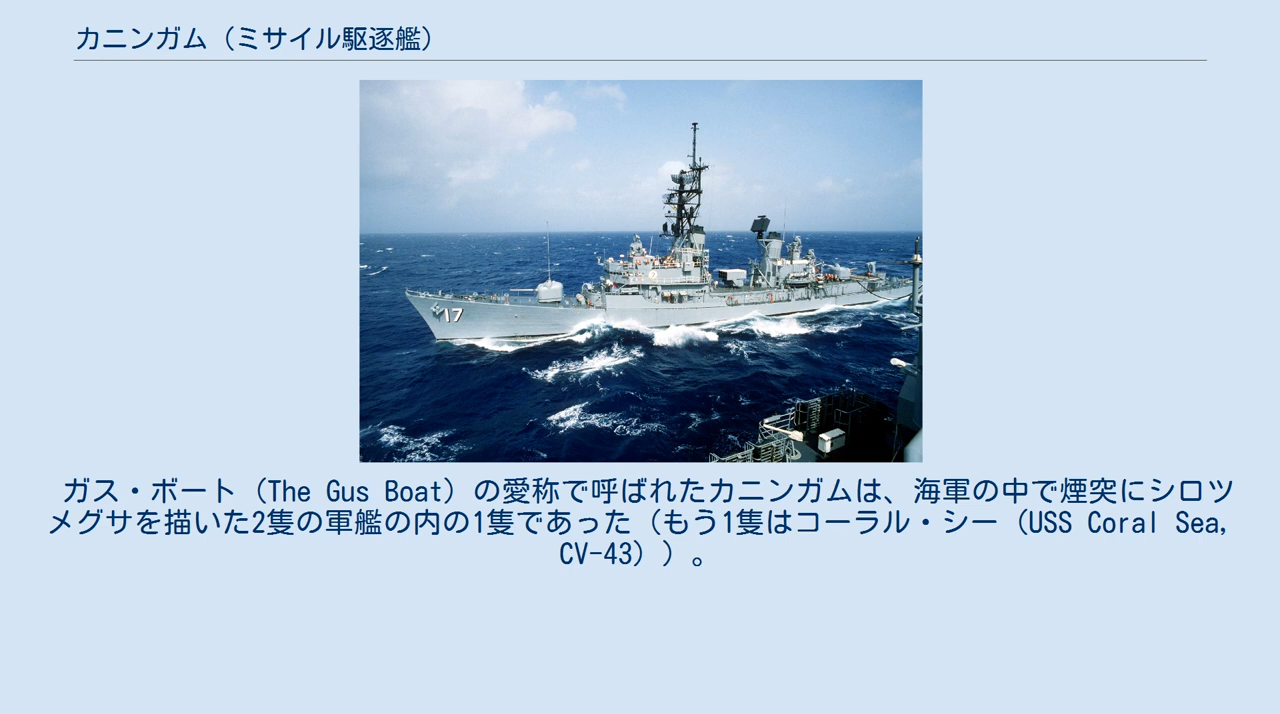 カニンガム（ミサイル駆逐艦）
17
ガス・ボート（The Gus Boat）の愛称で呼ばれたカニンガムは、海軍の中で煙突にシロツ
メグサを描いた2隻の軍艦の内の1隻であった（もう1隻はコーラル・シー（USS Coral Sea,
CV-43））。